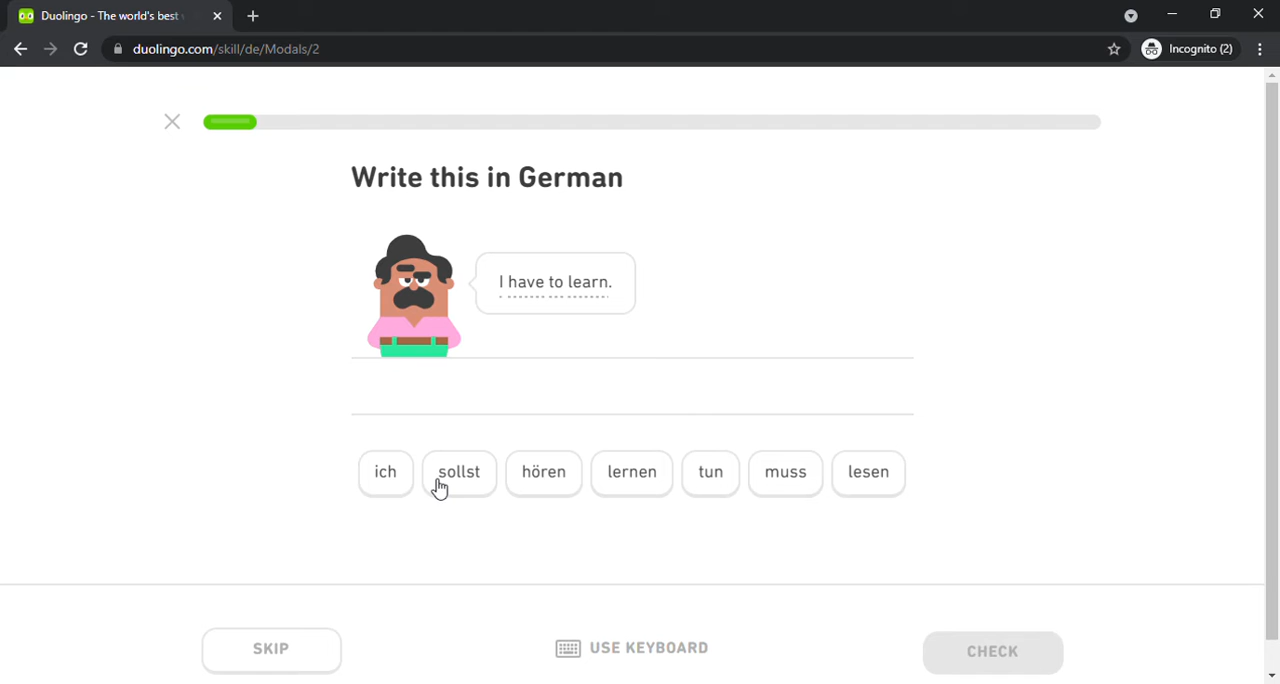 Duolingo - The world's best
duolingo.com/skill/de/Modals/2
Incognito (2)
Write this in German
I have to learn.
ich sollst hören lernen tun muss lesen
SKIP USE KEYBOARD CHECK